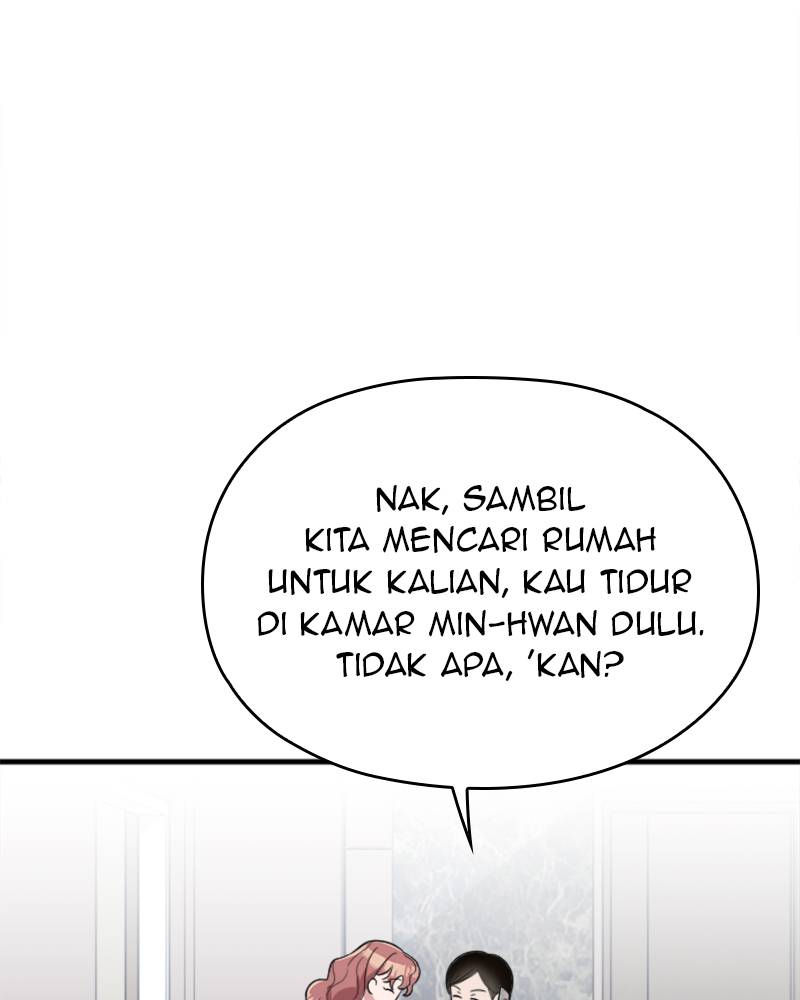 NAK, SAMBIL
KITA MENCARI RUMAH
UNTUK KALIAN, KAU TIDUR
DI KAMAR MIN-HWAN DULU.
TIDAK APA, 'KAN?